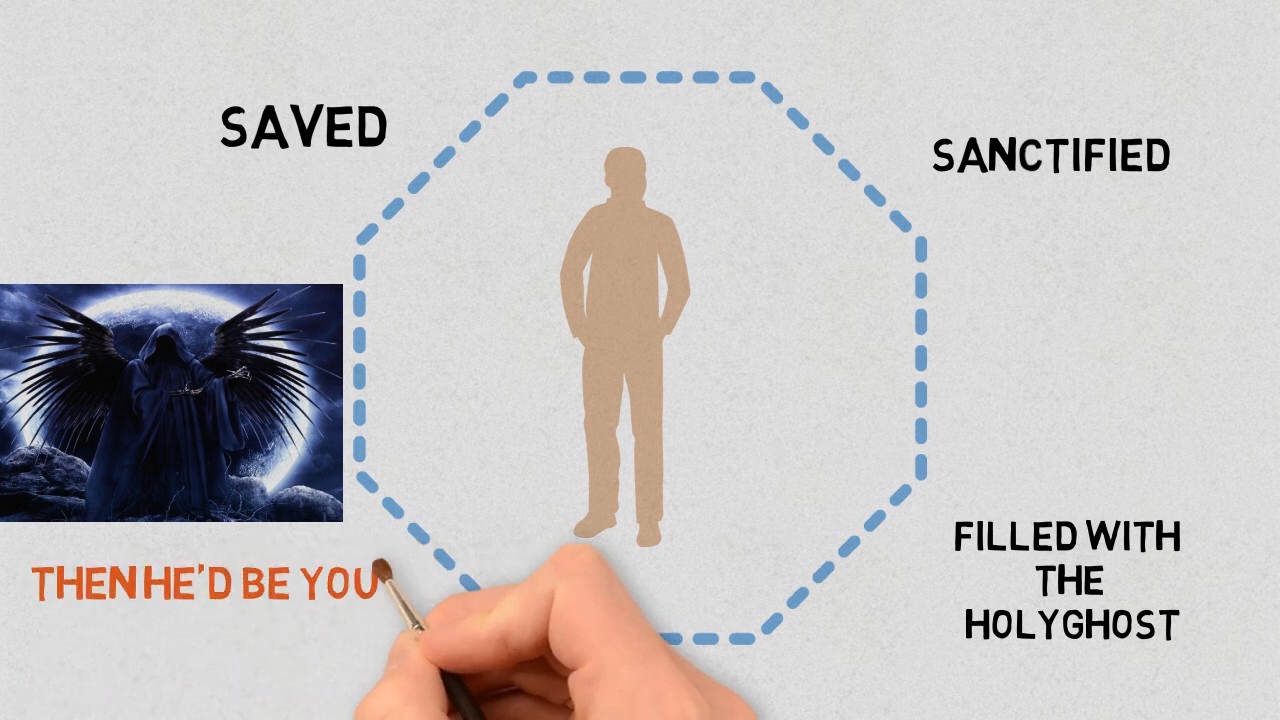 SAVED
SANCTIFIED
THEN HE'D BE YOU
FILLED WITH
THE
HOLYGHOST